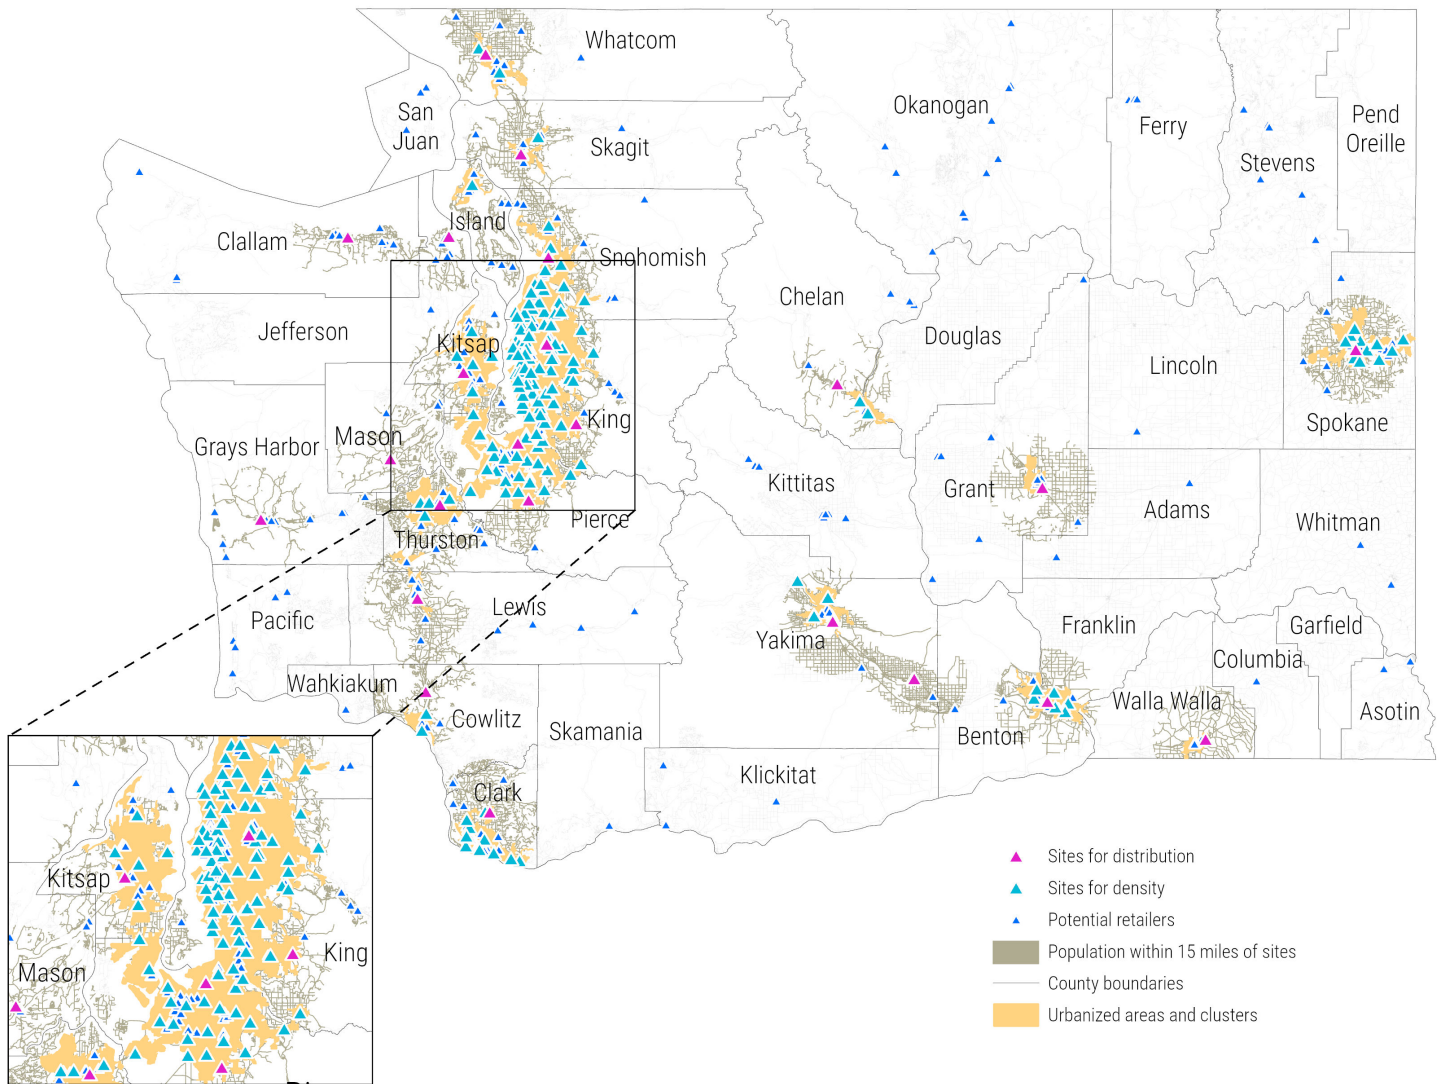 Whatcom
San
Juan
Skagit
Okanogan
Ferry
Stevens
Pend
Oreille
Clallam
Island
Snohomish
Chelan
Douglas
Jefferson
Kitsap
Lincoln
Spokane
Grays Harbor
Mason
King
Kittitas
Grant
Adams
Whitman
Pierce
Thurston
Pacific
Lewis
Yakima
Franklin
Garfield
Columbia
Wahkiakum
Cowlitz
Skamania
Benton
Walla Walla
Asotin
Clark
Klickitat
Kitsap
King
Mason
Sites for distribution
Sites for density
Potential retailers
Population within 15 miles of sites
County boundaries
Urbanized areas and clusters